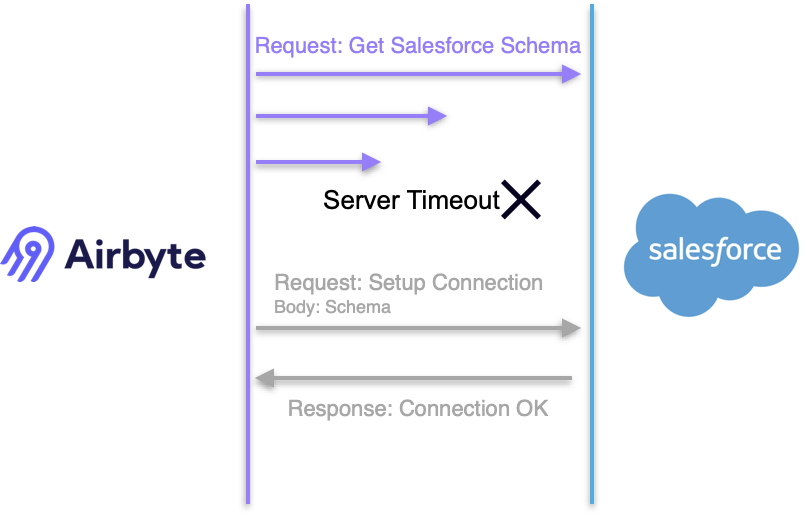 Request: Get Salesforce Schema
Server Timeout
Airbyte
salesforce
Request: Setup Connection
Body: Schema
Response: Connection OK